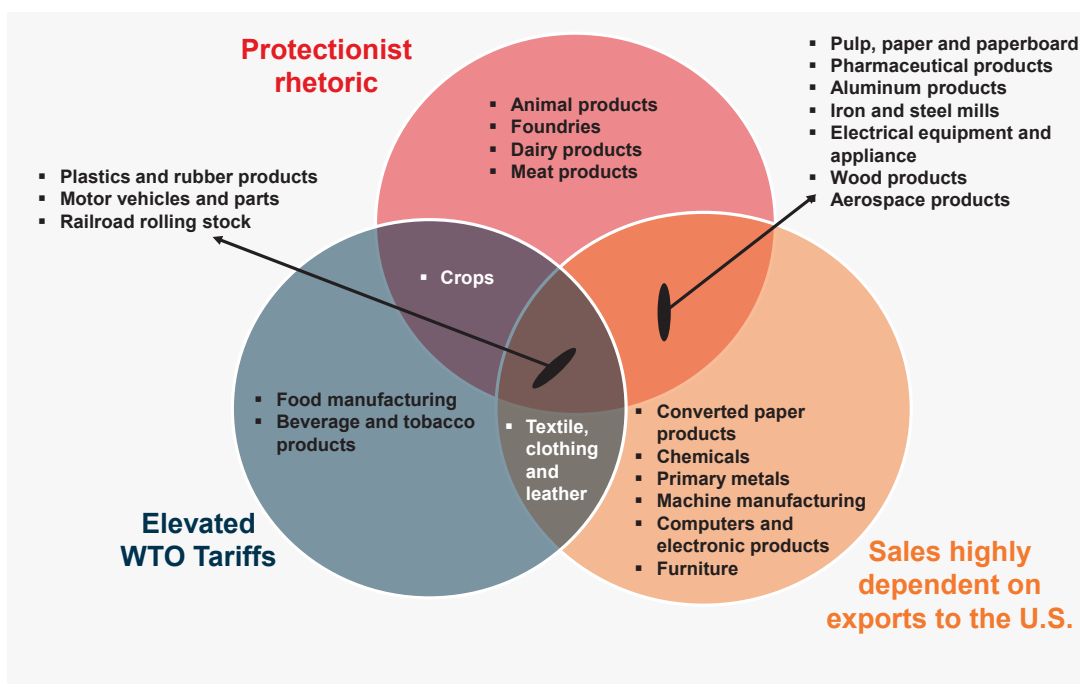 Protectionist
rhetoric
▪ Animal products
▪ Foundries
▪ Dairy products
▪ Meat products
▪ Pulp, paper and paperboard
▪ Pharmaceutical products
▪ Aluminum products
▪ Iron and steel mills
▪ Electrical equipment and
appliance
▪ Wood products
▪ Aerospace products
▪ Plastics and rubber products
▪ Motor vehicles and parts
▪ Railroad rolling stock
▪ Crops
▪ Food manufacturing
▪ Beverage and tobacco
products
▪ Textile,
clothing
and
leather
▪ Converted paper
products
▪ Chemicals
▪ Primary metals
▪ Machine manufacturing
▪ Computers and
electronic products
▪ Furniture
Elevated
WTO Tariffs
Sales highly
dependent on
exports to the U.S.